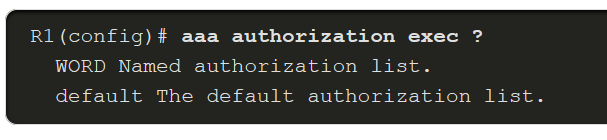 R1(config)# aaa authorization exec ?
WORD Named authorization list.
default The default authorization list.